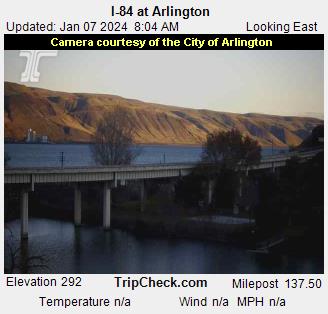 I-84 at Arlington
Updated: Jan 07 2024 8:04 AM Looking East
Camera courtesy of the City of Arlington
Elevation 292 TripCheck.com Milepost 137.50
Temperature n/a Wind n/a MPH n/a